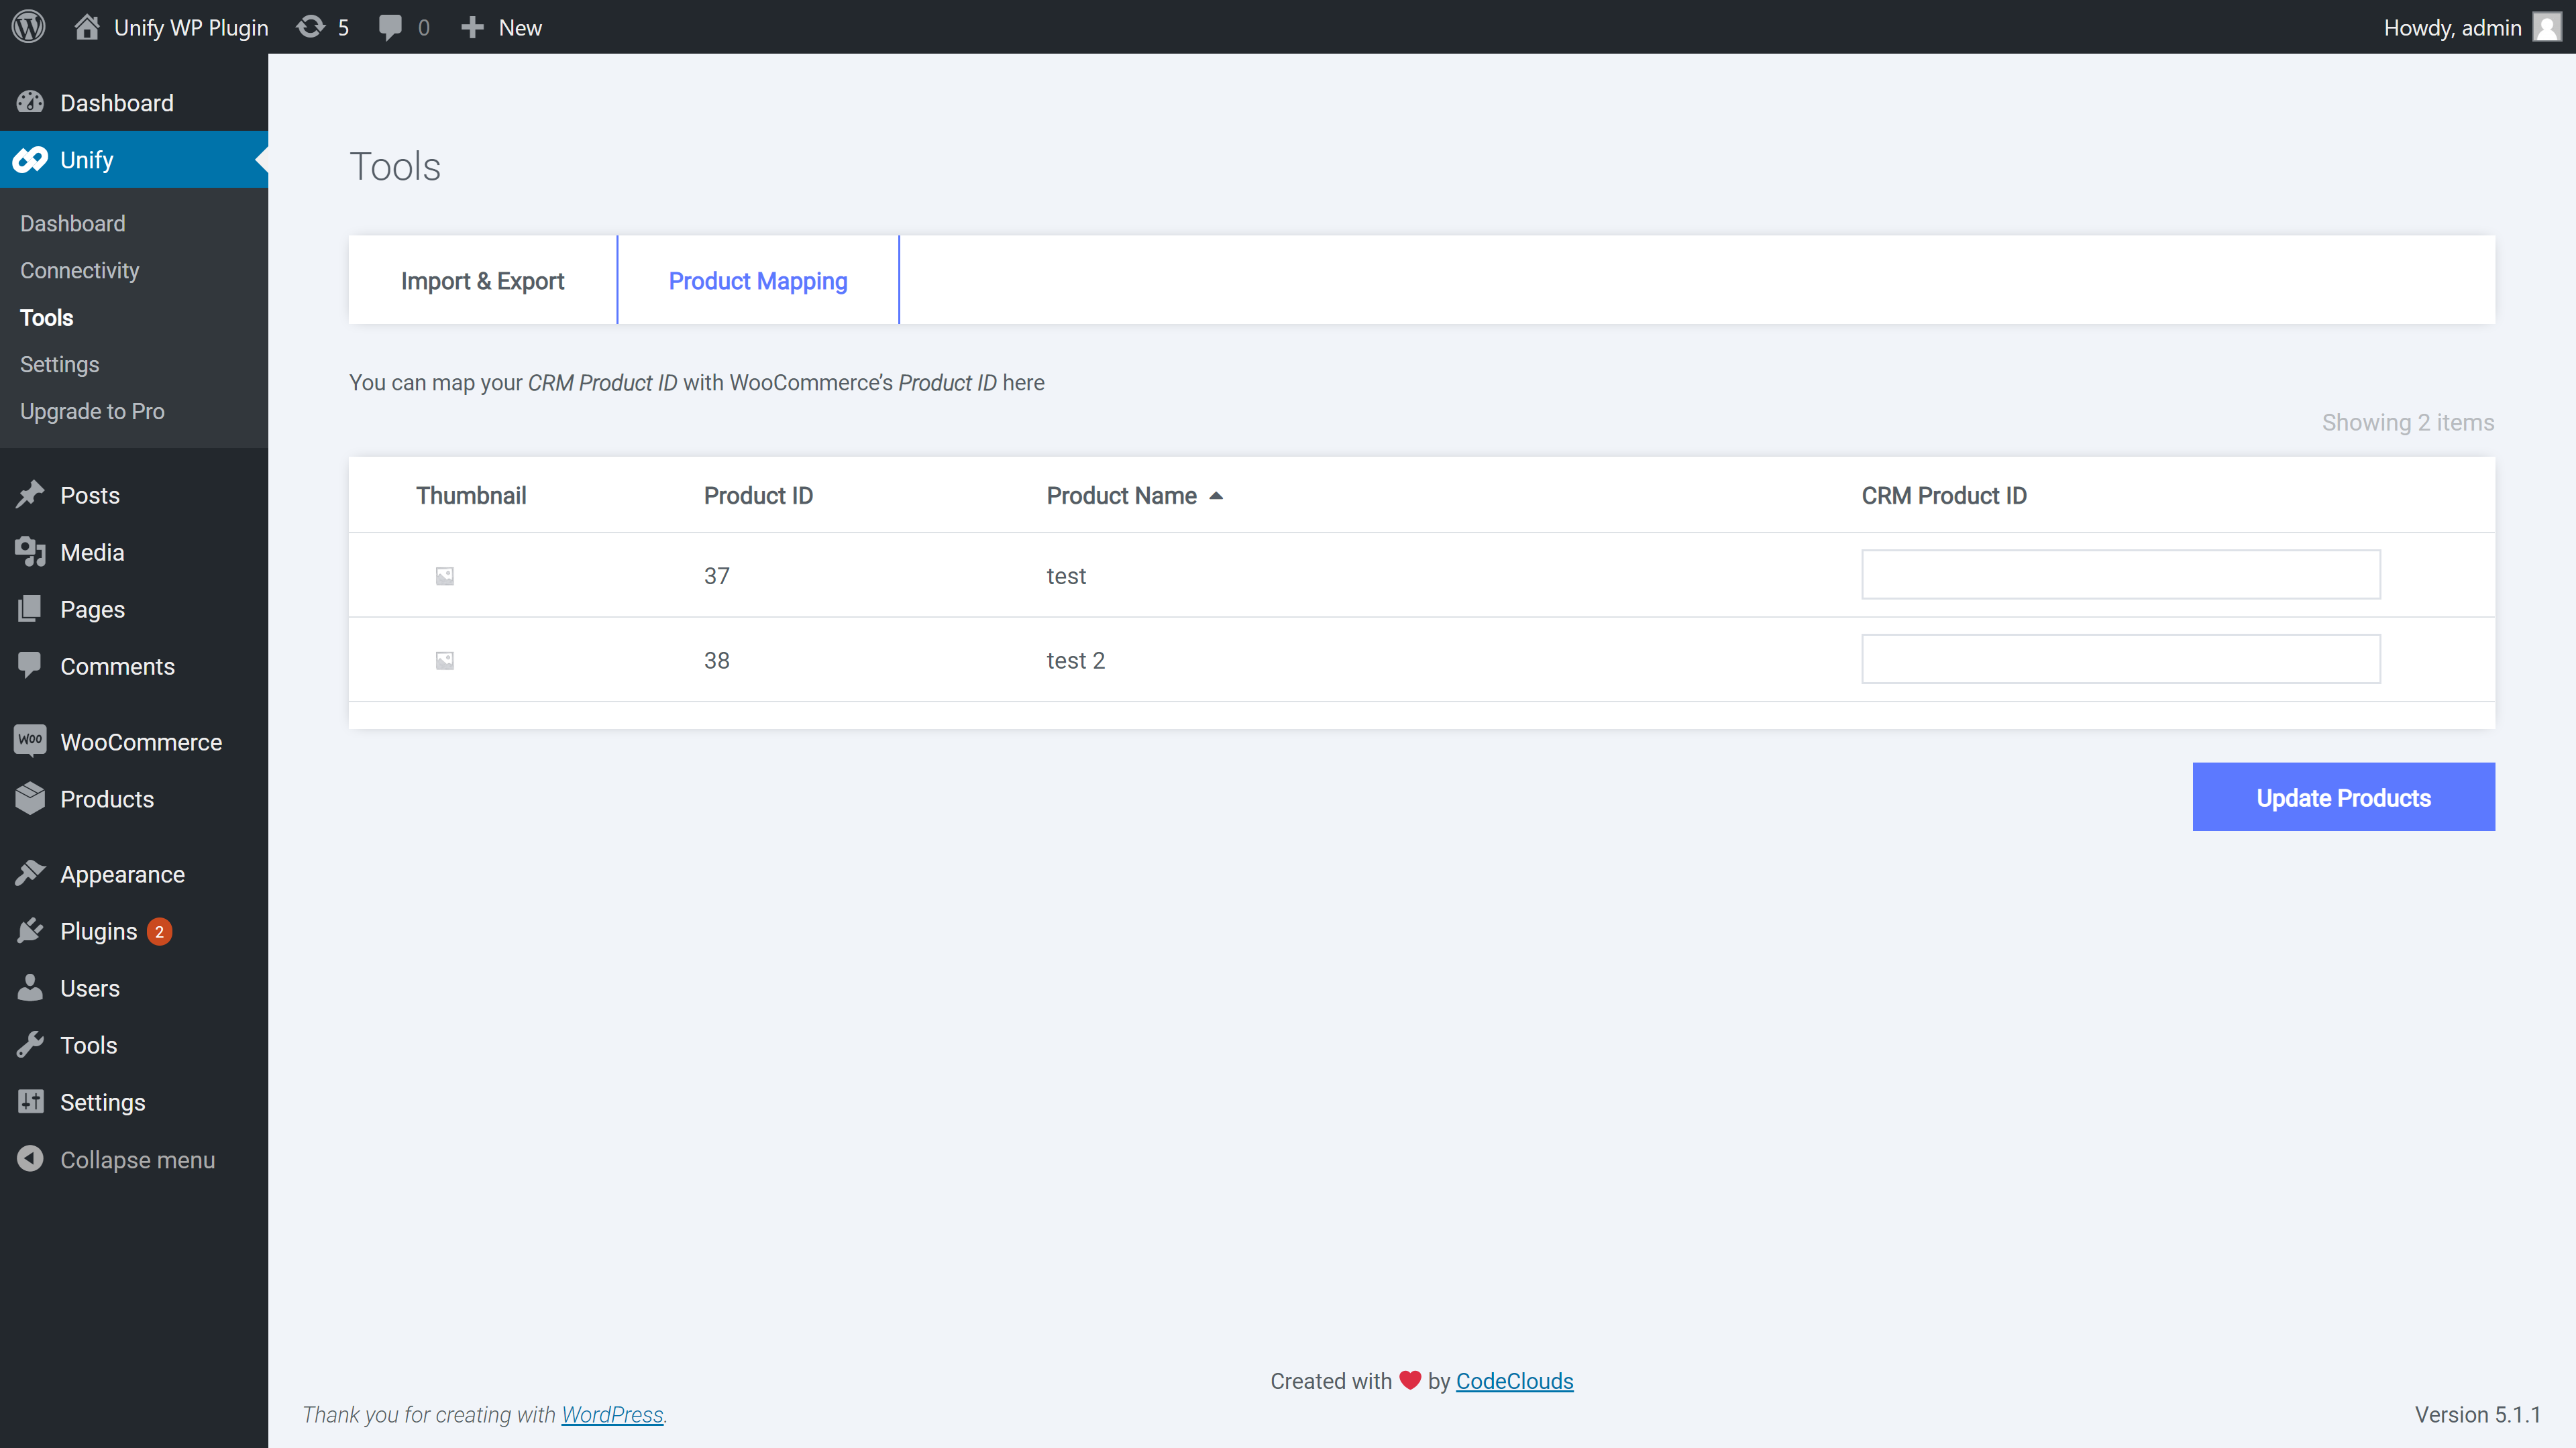 Unify WP Plugin 5 0 New Howdy, admin
Dashboard
Unify
Dashboard
Connectivity
Tools
Settings
Upgrade to Pro
Posts
Media
Pages
Comments
Woo WooCommerce
Products
Appearance
Plugins 2
Users
Tools
Settings
Collapse menu
Tools
Import & Export Product Mapping
You can map your CRM Product ID with WooCommerce’s Product ID here
Showing 2 items
Thumbnail Product ID Product Name CRM Product ID
37 test
38 test 2
Update Products
Created with ❤ by CodeClouds
Thank you for creating with WordPress. Version 5.1.1